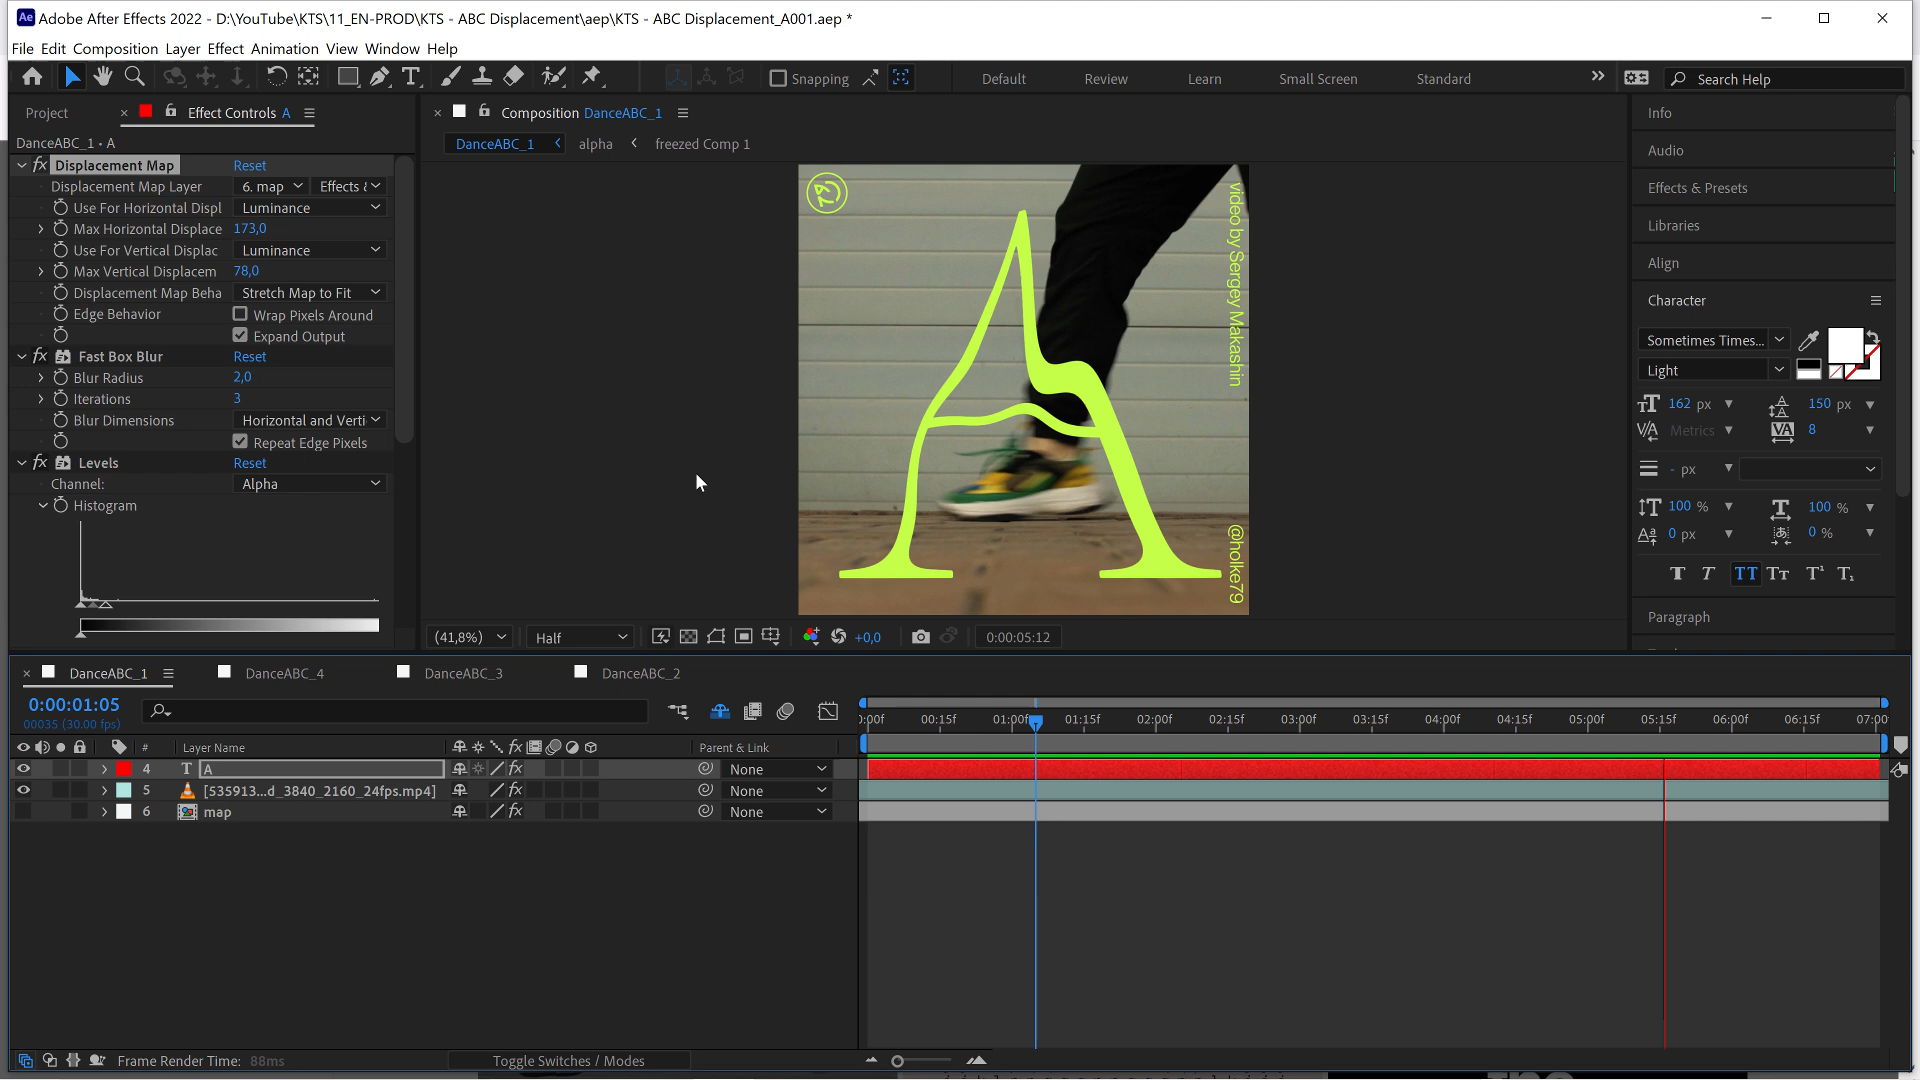 Adobe After Effects 2022 - D:\YouTube\KTS\11_EN-PROD\KTS - ABC Displacement\aep\KTS - ABC Displacement_A001.aep *
File Edit Composition Layer Effect Animation View Window Help
Snapping
Default Review Learn Small Screen Standard
Search Help
Project
Effect Controls A
DanceABC_1 • A
Displacement Map Reset
Displacement Map Layer 6. map Effects &
Use For Horizontal Displ Luminance
Max Horizontal Displace 173,0
Use For Vertical Displac Luminance
Max Vertical Displacem 78,0
Displacement Map Beha Stretch Map to Fit
Edge Behavior Wrap Pixels Around
Expand Output
Fast Box Blur Reset
Blur Radius 2,0
Iterations 3
Blur Dimensions Horizontal and Verti
Repeat Edge Pixels
Levels Reset
Channel: Alpha
Histogram
Composition DanceABC_1
DanceABC_1 alpha freezed Comp 1
A
video by Sergey Makashin
@holke79
(41,8%) Half +0,0 0:00:05:12
Info
Audio
Effects & Presets
Libraries
Align
Character
Sometimes Times...
Light
162 px 150 px
Metrics 8
- px
100 % 100 %
0 px 0 %
Paragraph
DanceABC_1 DanceABC_4 DanceABC_3 DanceABC_2
0:00:01:05
00035 (30.00 fps)
# Layer Name Parent & Link
4 T A None
5 [535913...d_3840_2160_24fps.mp4] None
6 map None
):00f 00:15f 01:00f 01:15f 02:00f 02:15f 03:00f 03:15f 04:00f 04:15f 05:00f 05:15f 06:00f 06:15f 07:00
Frame Render Time: 88ms
Toggle Switches / Modes